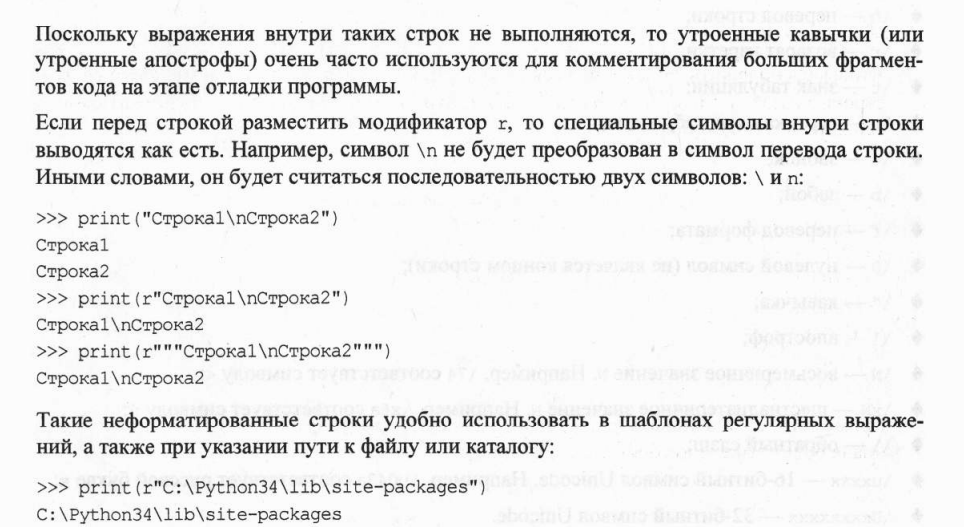 Поскольку выражения внутри таких строк не выполняются, то утроенные кавычки (или
утроенные апострофы) очень часто используются для комментирования больших фрагмен-
тов кода на этапе отладки программы.
Если перед строкой разместить модификатор r, то специальные символы внутри строки
выводятся как есть. Например, символ \n не будет преобразован в символ перевода строки.
Иными словами, он будет считаться последовательностью двух символов: \ и n:
>>> print("Строка1\nСтрока2")
Строка1
Строка2
>>> print(r"Строка1\nСтрока2")
Строка1\nСтрока2
>>> print(r"""Строка1\nСтрока2""")
Строка1\nСтрока2
Такие неформатированные строки удобно использовать в шаблонах регулярных выраже-
ний, а также при указании пути к файлу или каталогу:
>>> print(r"C:\Python34\lib\site-packages")
C:\Python34\lib\site-packages